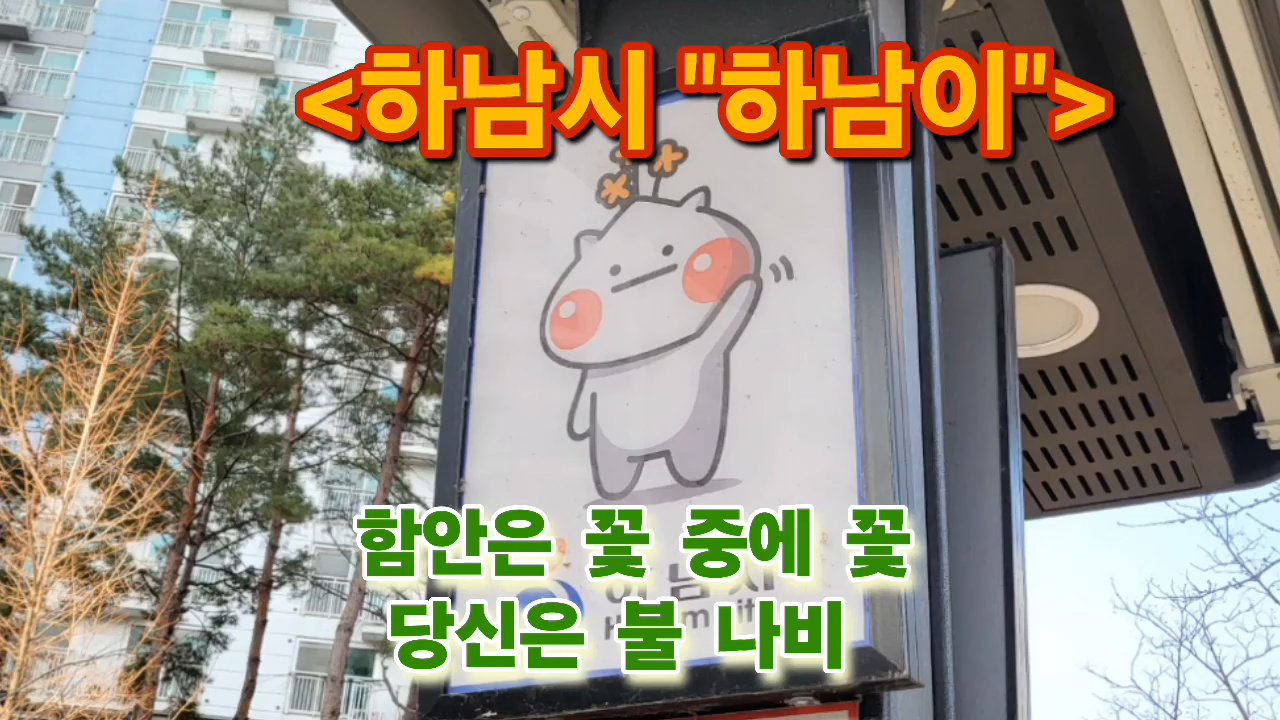 <하남시 "하남이">
함안은 꽃 중에 꽃
당신은 불 나비